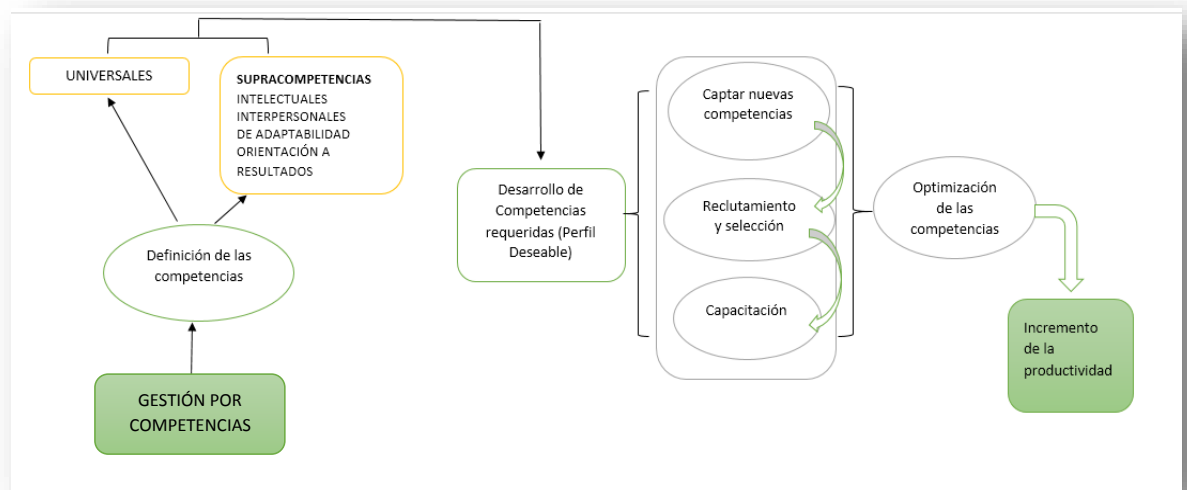 UNIVERSALES
SUPRACOMPETENCIAS
INTELECTUALES
INTERPERSONALES
DE ADAPTABILIDAD
ORIENTACIÓN A
RESULTADOS
Definición de las
competencias
GESTIÓN POR
COMPETENCIAS
Desarrollo de
Competencias
requeridas (Perfil
Deseable)
Captar nuevas
competencias
Reclutamiento
y selección
Capacitación
Optimización
de las
competencias
Incremento
de la
productividad